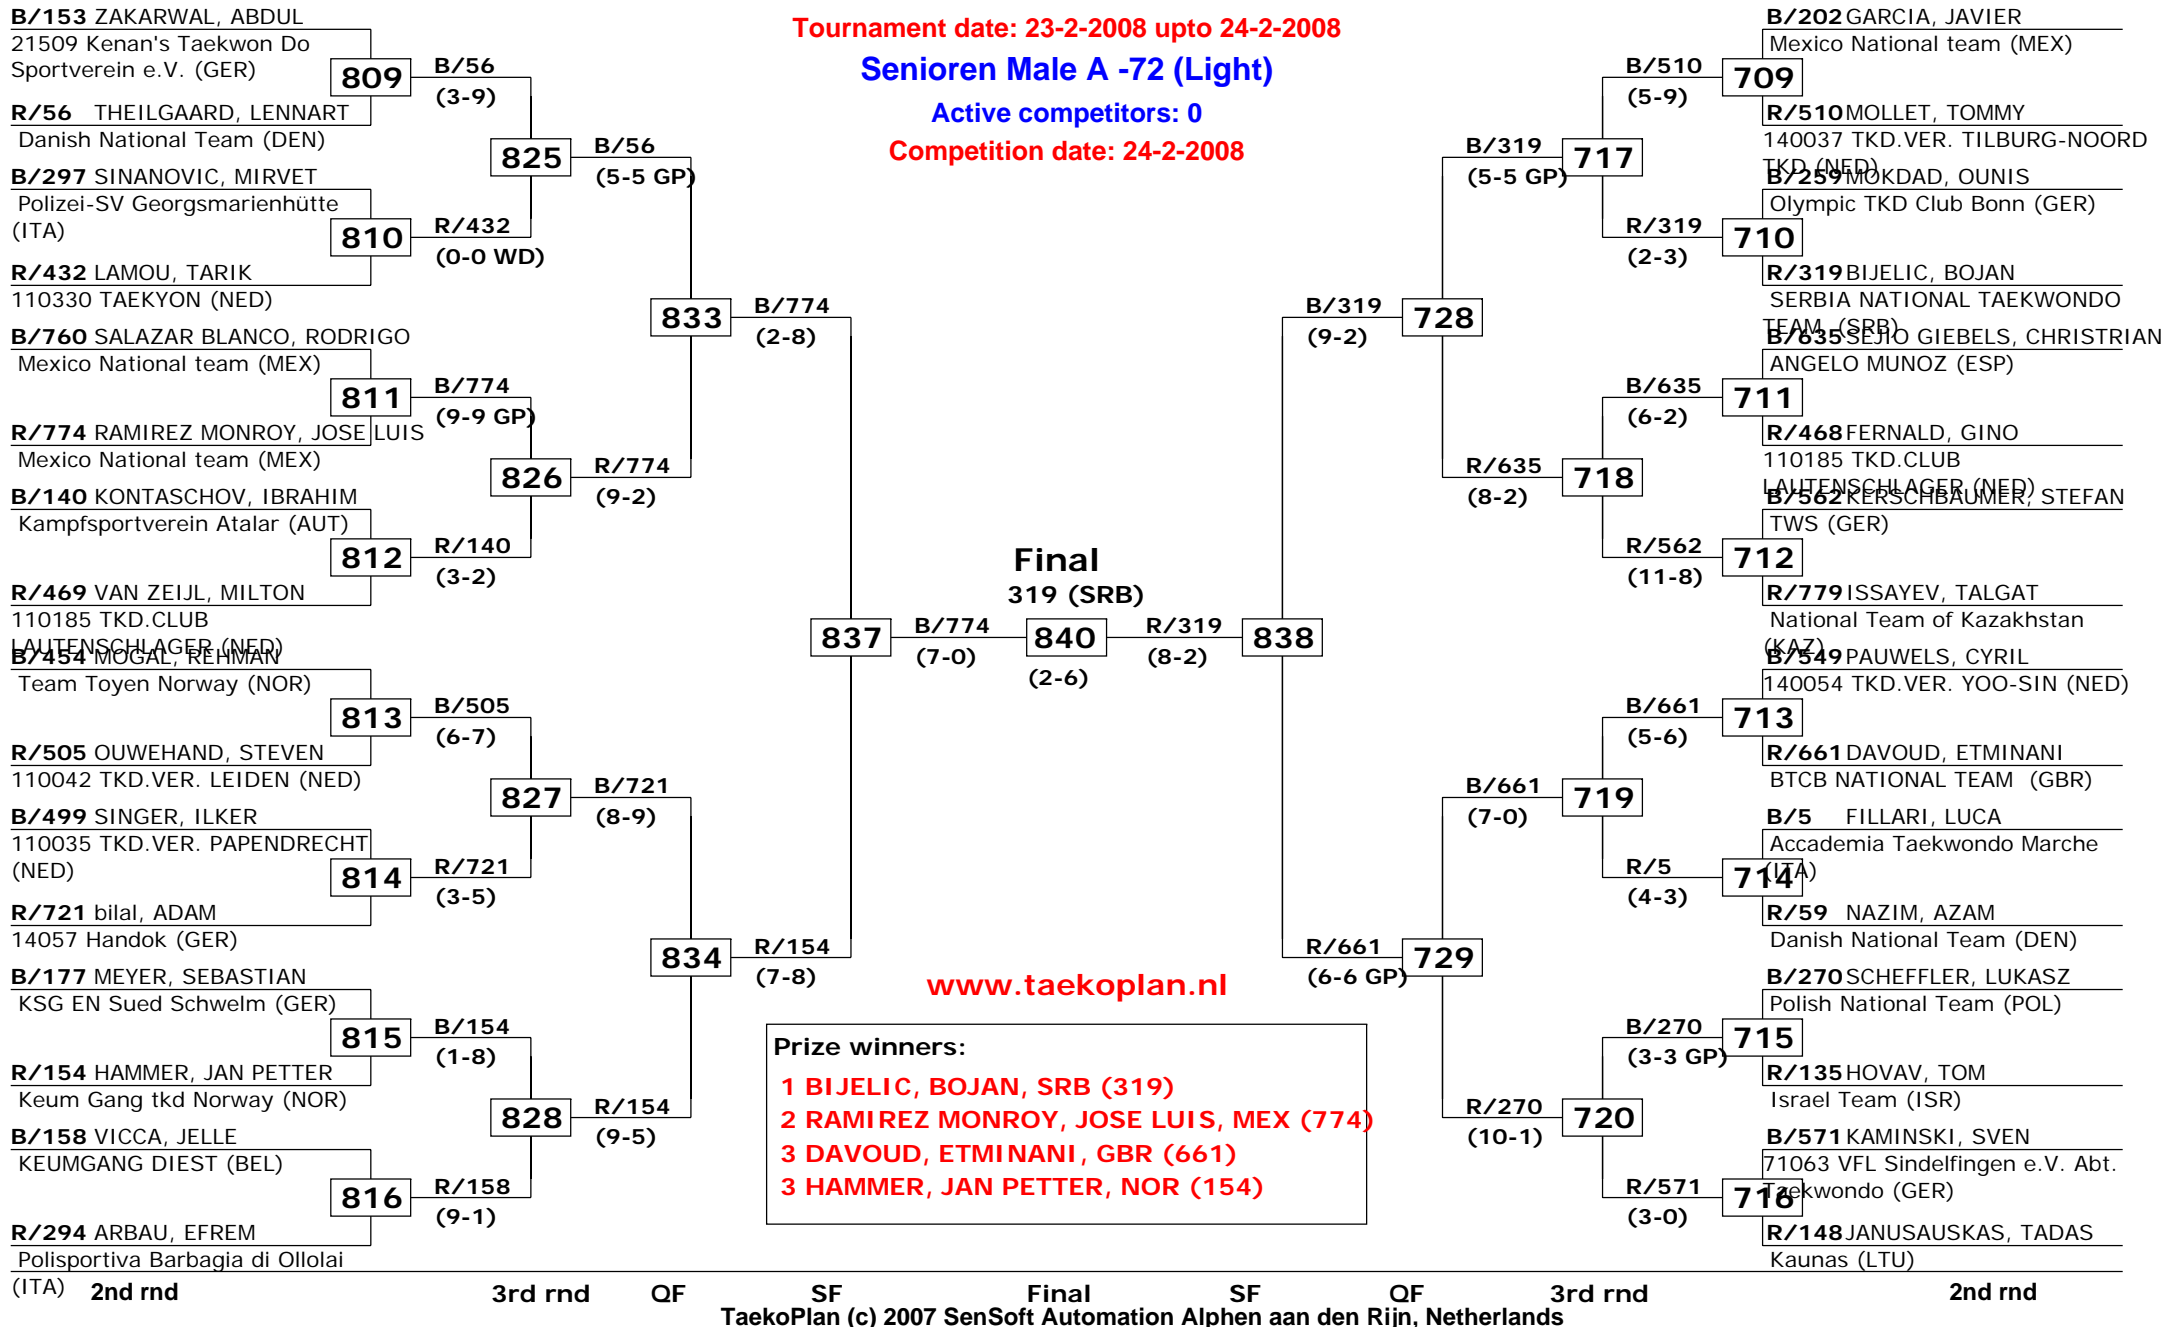 Tournament date: 23-2-2008 upto 24-2-2008
Senioren Male A -72 (Light)
Active competitors: 0
Competition date: 24-2-2008
B/153 ZAKARWAL, ABDUL
21509 Kenan's Taekwon Do
Sportverein e.V. (GER)
809
R/56 THEILGAARD, LENNART
Danish National Team (DEN)
B/297 SINANOVIC, MIRVET
Polizei-SV Georgsmarienhütte
(ITA)
810
R/432 LAMOU, TARIK
110330 TAEKYON (NED)
B/760 SALAZAR BLANCO, RODRIGO
Mexico National team (MEX)
811
R/774 RAMIREZ MONROY, JOSE LUIS
Mexico National team (MEX)
B/140 KONTASCHOV, IBRAHIM
Kampfsportverein Atalar (AUT)
812
R/469 VAN ZEIJL, MILTON
110185 TKD.CLUB
LAUTENSCHLAGER (NED)
B/454 MOGAL, REHMAN
Team Toyen Norway (NOR)
813
R/505 OUWEHAND, STEVEN
110042 TKD.VER. LEIDEN (NED)
B/499 SINGER, ILKER
110035 TKD.VER. PAPENDRECHT
(NED)
814
R/721 bilal, ADAM
14057 Handok (GER)
B/177 MEYER, SEBASTIAN
KSG EN Sued Schwelm (GER)
815
R/154 HAMMER, JAN PETTER
Keum Gang tkd Norway (NOR)
B/158 VICCA, JELLE
KEUMGANG DIEST (BEL)
816
R/294 ARBAU, EFREM
Polisportiva Barbagia di Ollolai
(ITA)
B/56
(3-9)
825
R/432
(0-0 WD)
B/774
(9-9 GP)
826
R/140
(3-2)
B/505
(6-7)
827
R/721
(3-5)
B/154
(1-8)
828
R/158
(9-1)
B/56
(5-5 GP)
833
R/774
(9-2)
B/721
(8-9)
834
R/154
(9-5)
B/774
(2-8)
837
R/154
(7-8)
B/774
(7-0)
Final
319 (SRB)
840
(2-6)
R/319
(8-2)
838
B/319
(9-2)
R/661
(6-6 GP)
728
729
B/319
(5-5 GP)
R/635
(8-2)
B/661
(7-0)
R/270
(10-1)
717
718
719
720
B/510
(5-9)
R/319
(2-3)
B/635
(6-2)
R/562
(11-8)
B/661
(5-6)
R/5
(4-3)
B/270
(3-3 GP)
R/571
(3-0)
B/202 GARCIA, JAVIER
Mexico National team (MEX)
709
R/510 MOLLET, TOMMY
140037 TKD.VER. TILBURG-NOORD
TKD (NED)
B/259 MOKDAD, OUNIS
Olympic TKD Club Bonn (GER)
710
R/319 BIJELIC, BOJAN
SERBIA NATIONAL TAEKWONDO
TEAM (SRB)
B/635 SEJIO GIEBELS, CHRISTRIAN
ANGELO MUNOZ (ESP)
711
R/468 FERNALD, GINO
110185 TKD.CLUB
LAUTENSCHLAGER (NED)
B/562 KERSCHBAUMER, STEFAN
TWS (GER)
712
R/779 ISSAYEV, TALGAT
National Team of Kazakhstan
(KAZ)
B/549 PAUWELS, CYRIL
140054 TKD.VER. YOO-SIN (NED)
713
R/661 DAVOUD, ETMINANI
BTCB NATIONAL TEAM (GBR)
B/5 FILLARI, LUCA
Accademia Taekwondo Marche
(ITA)
714
R/59 NAZIM, AZAM
Danish National Team (DEN)
B/270 SCHEFFLER, LUKASZ
Polish National Team (POL)
715
R/135 HOVAV, TOM
Israel Team (ISR)
B/571 KAMINSKI, SVEN
71063 VFL Sindelfingen e.V. Abt.
Taekwondo (GER)
716
R/148 JANUSAUSKAS, TADAS
Kaunas (LTU)
www.taekoplan.nl
Prize winners:
1 BIJELIC, BOJAN, SRB (319)
2 RAMIREZ MONROY, JOSE LUIS, MEX (774)
3 DAVOUD, ETMINANI, GBR (661)
3 HAMMER, JAN PETTER, NOR (154)
2nd rnd 3rd rnd QF SF Final SF QF 3rd rnd 2nd rnd
TaekoPlan (c) 2007 SenSoft Automation Alphen aan den Rijn, Netherlands